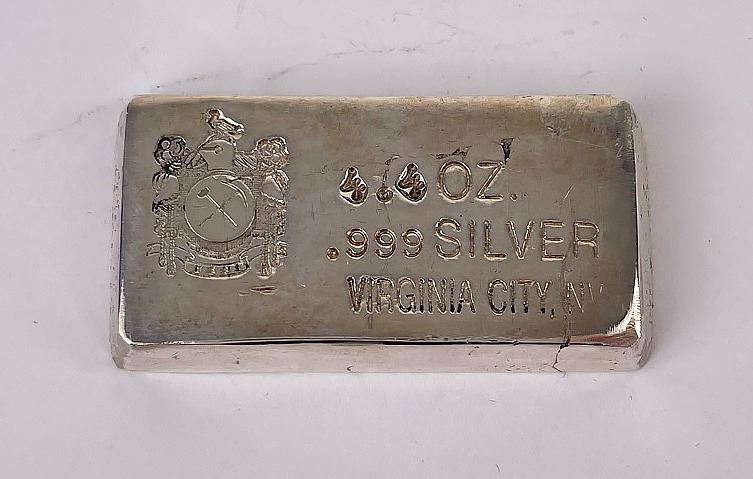 OZ.
.999 SILVER
VIRGINIA CITY, NV